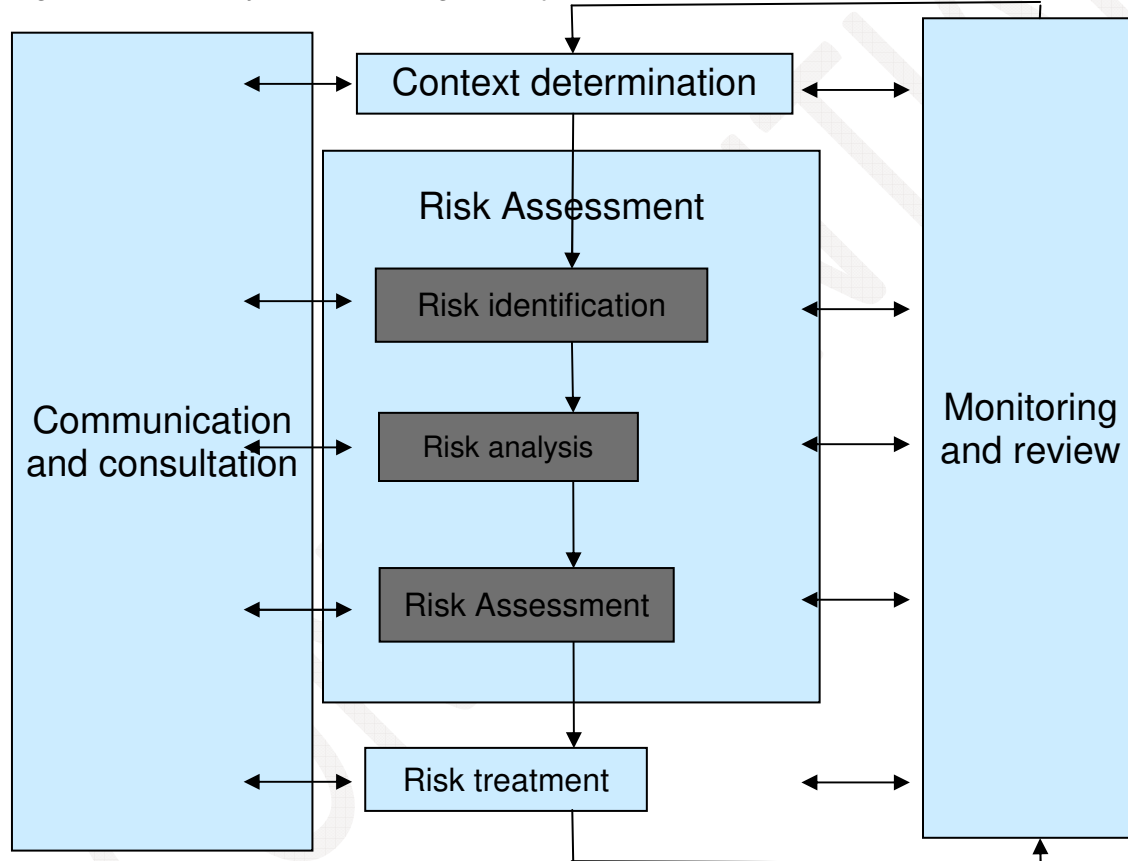 Context determination
Risk Assessment
Risk identification
Communication
and consultation
Risk analysis
Monitoring
and review
Risk Assessment
Risk treatment